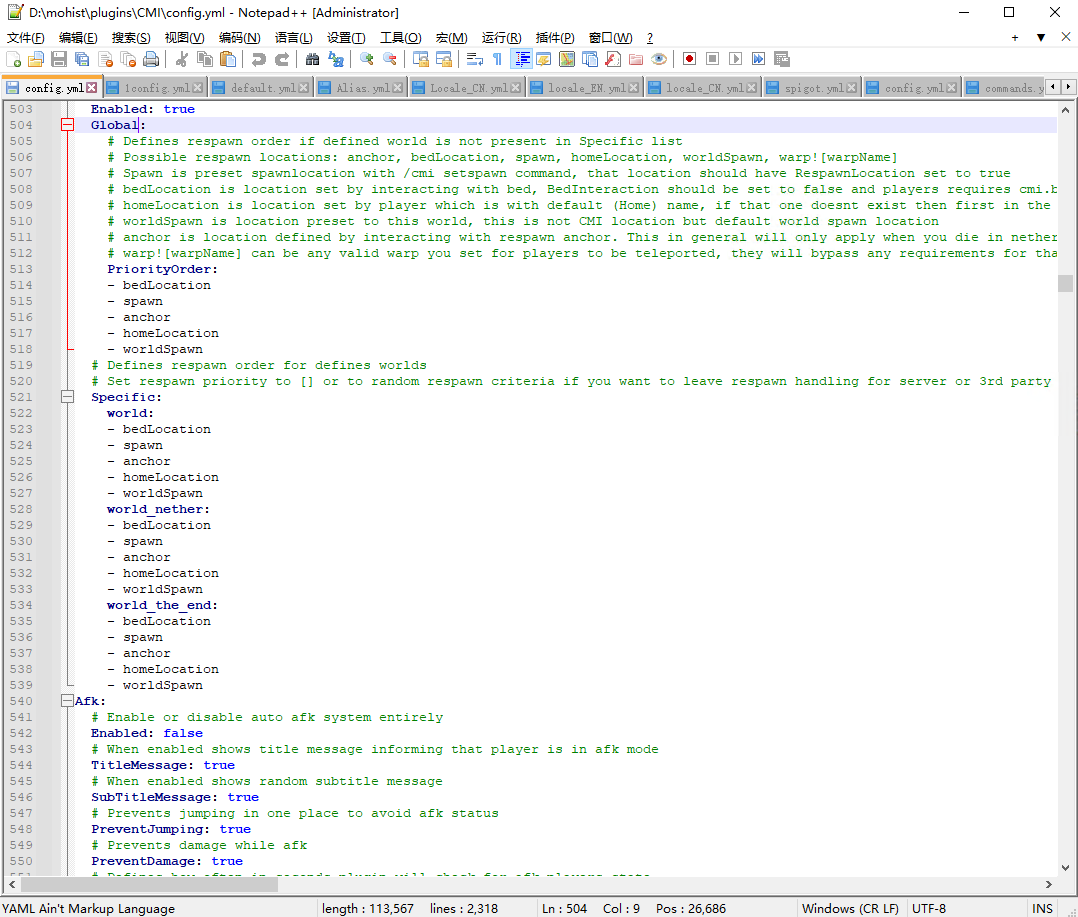 D:\mohist\plugins\CMI\config.yml - Notepad++ [Administrator]
文件(F) 编辑(E) 搜索(S) 视图(V) 编码(N) 语言(L) 设置(T) 工具(O) 宏(M) 运行(R) 插件(P) 窗口(W) ?
config.yml 1config.yml default.yml Alias.yml Locale_CN.yml locale_EN.yml locale_CN.yml spigot.yml config.yml commands.y
503 Enabled: true
504 Global:
505 # Defines respawn order if defined world is not present in Specific list
506 # Possible respawn locations: anchor, bedLocation, spawn, homeLocation, worldSpawn, warp![warpName]
507 # Spawn is preset spawnlocation with /cmi setspawn command, that location should have RespawnLocation set to true
508 # bedLocation is location set by interacting with bed, BedInteraction should be set to false and players requires cmi.b
509 # homeLocation is location set by player which is with default (Home) name, if that one doesnt exist then first in the
510 # worldSpawn is location preset to this world, this is not CMI location but default world spawn location
511 # anchor is location defined by interacting with respawn anchor. This in general will only apply when you die in nether
512 # warp![warpName] can be any valid warp you set for players to be teleported, they will bypass any requirements for tha
513 PriorityOrder:
514 - bedLocation
515 - spawn
516 - anchor
517 - homeLocation
518 - worldSpawn
519 # Defines respawn order for defines worlds
520 # Set respawn priority to [] or to random respawn criteria if you want to leave respawn handling for server or 3rd party
521 Specific:
522 world:
523 - bedLocation
524 - spawn
525 - anchor
526 - homeLocation
527 - worldSpawn
528 world_nether:
529 - bedLocation
530 - spawn
531 - anchor
532 - homeLocation
533 - worldSpawn
534 world_the_end:
535 - bedLocation
536 - spawn
537 - anchor
538 - homeLocation
539 - worldSpawn
540 Afk:
541 # Enable or disable auto afk system entirely
542 Enabled: false
543 # When enabled shows title message informing that player is in afk mode
544 TitleMessage: true
545 # When enabled shows random subtitle message
546 SubTitleMessage: true
547 # Prevents jumping in one place to avoid afk status
548 PreventJumping: true
549 # Prevents damage while afk
550 PreventDamage: true
YAML Ain't Markup Language length : 113,567 lines : 2,318 Ln : 504 Col : 9 Pos : 26,686 Windows (CR LF) UTF-8 INS